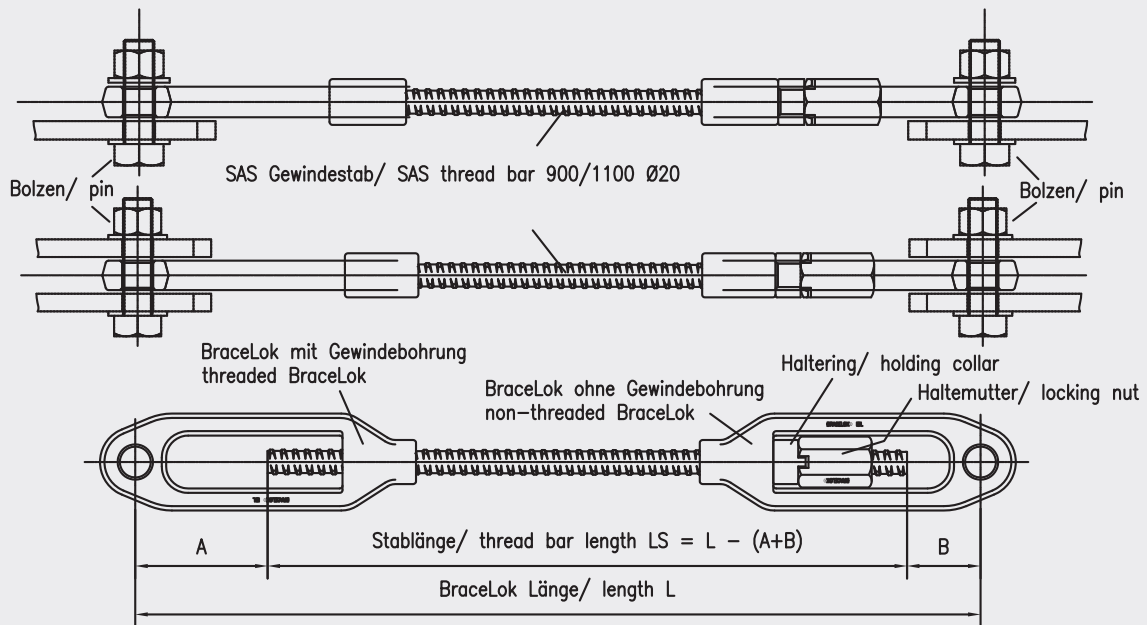 SAS Gewindestab/ SAS thread bar 900/1100 Ø20
Bolzen/ pin
Bolzen/ pin
BraceLok mit Gewindebohrung
threaded BraceLok
BraceLok ohne Gewindebohrung
non-threaded BraceLok
Haltering/ holding collar
Haltemutter/ locking nut
A
Stablänge/ thread bar length LS = L - (A+B)
B
BraceLok Länge/ length L